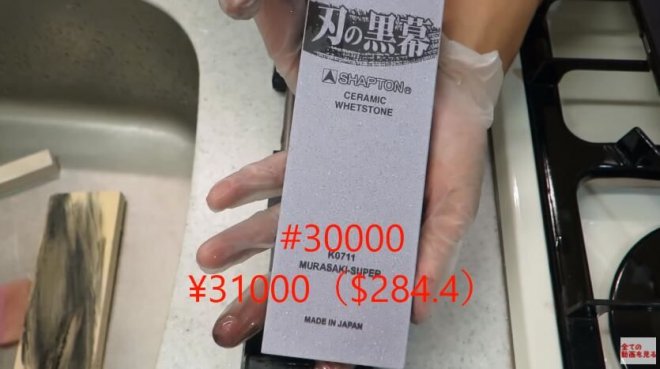 刃の黒幕
SHAPTON®
CERAMIC
WHETSTONE
#30000
K0711
MURASAKI-SUPER
¥31000（$284.4）
MADE IN JAPAN
全ての
動画を見る